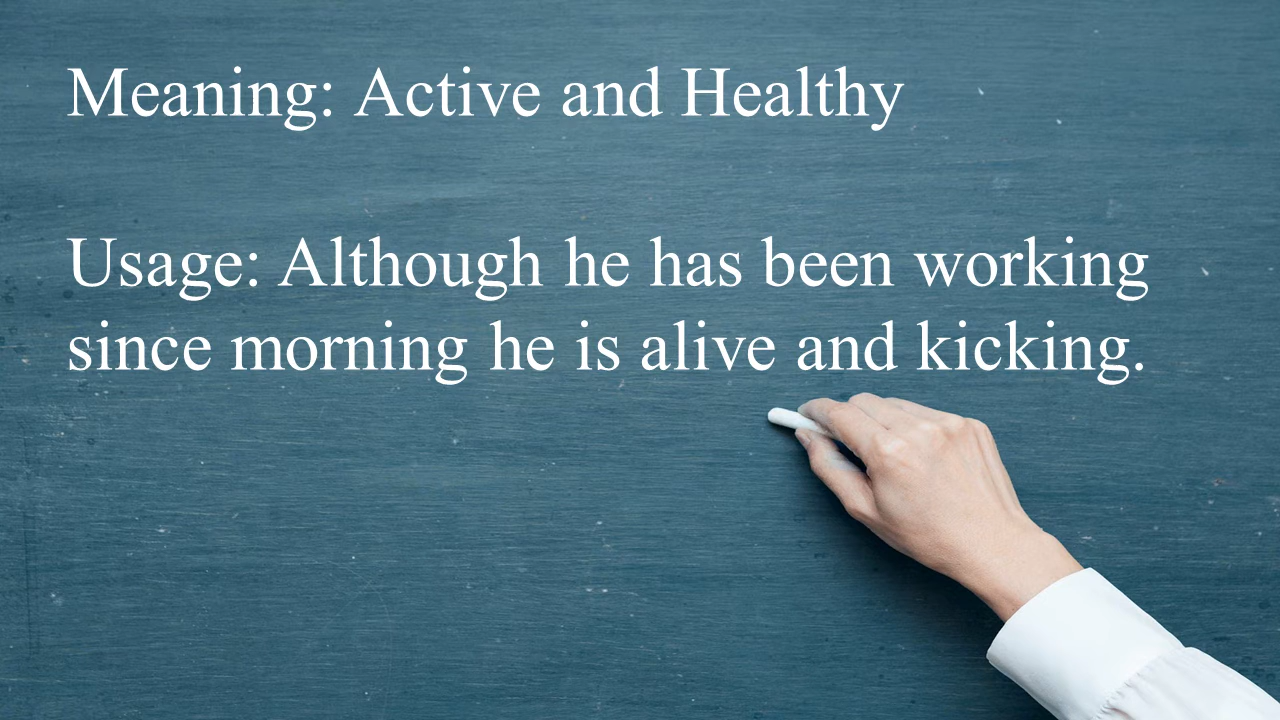 Meaning: Active and Healthy
Usage: Although he has been working
since morning he is alive and kicking.